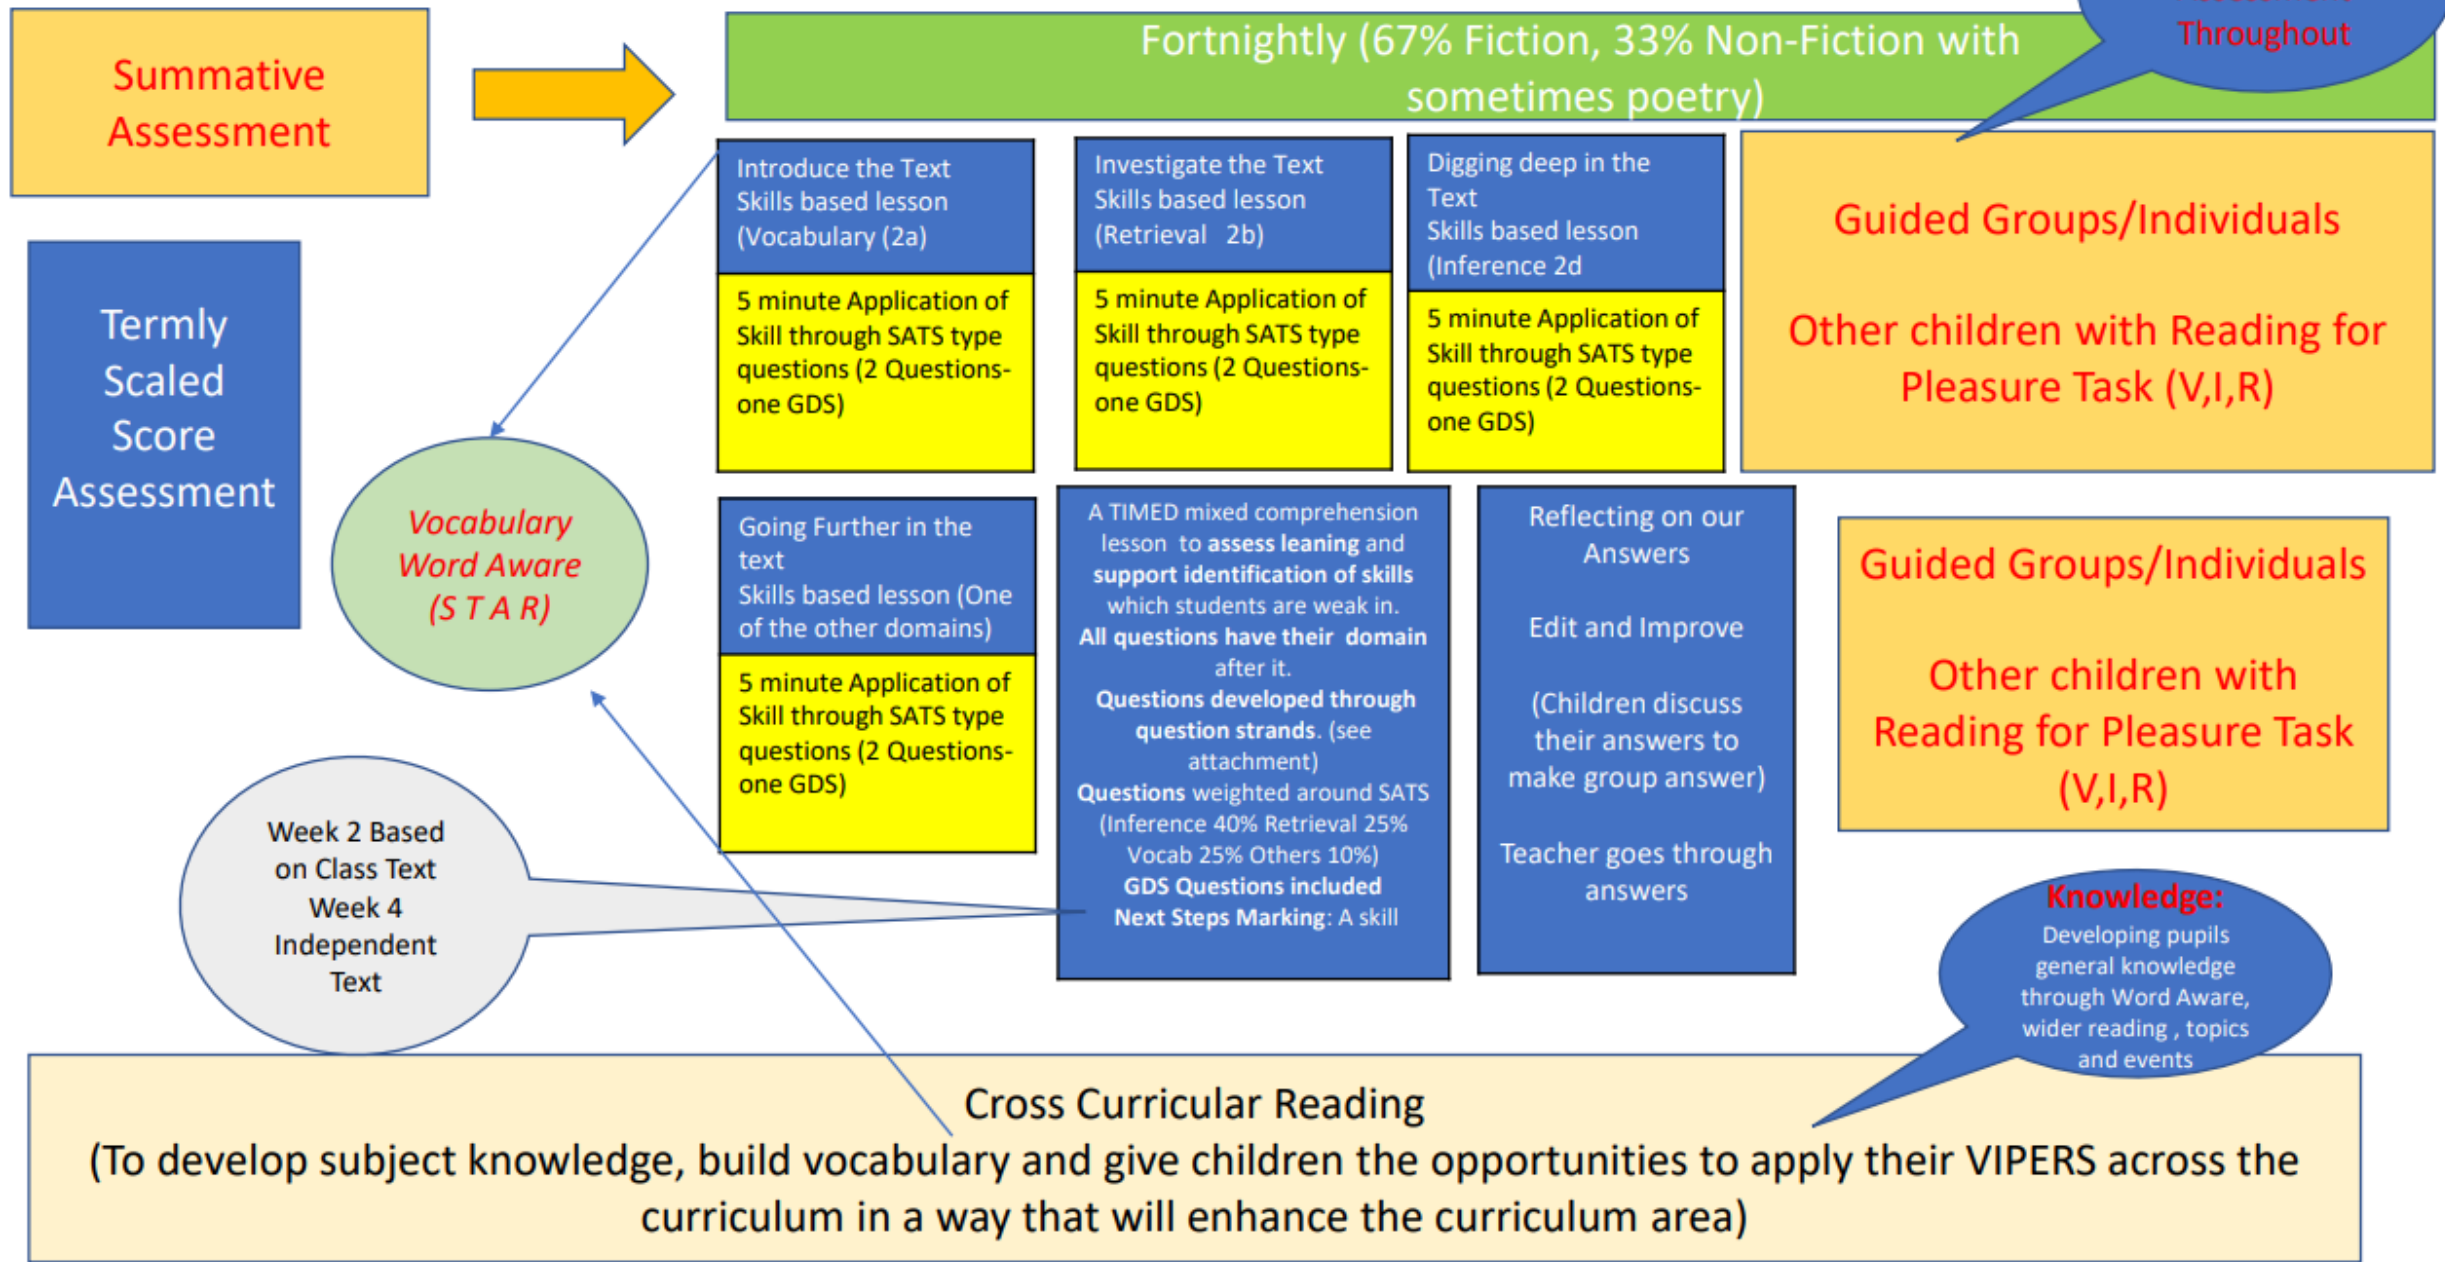 Summative
Assessment
Fortnightly (67% Fiction, 33% Non-Fiction with
sometimes poetry)
Throughout
Introduce the Text
Skills based lesson
(Vocabulary (2a)
5 minute Application of
Skill through SATS type
questions (2 Questions-
one GDS)
Investigate the Text
Skills based lesson
(Retrieval 2b)
5 minute Application of
Skill through SATS type
questions (2 Questions-
one GDS)
Digging deep in the
Text
Skills based lesson
(Inference 2d
5 minute Application of
Skill through SATS type
questions (2 Questions-
one GDS)
Guided Groups/Individuals
Other children with Reading for
Pleasure Task (V,I,R)
Termly
Scaled
Score
Assessment
Vocabulary
Word Aware
(S T A R)
Going Further in the
text
Skills based lesson (One
of the other domains)
5 minute Application of
Skill through SATS type
questions (2 Questions-
one GDS)
A TIMED mixed comprehension
lesson to assess leaning and
support identification of skills
which students are weak in.
All questions have their domain
after it.
Questions developed through
question strands. (see
attachment)
Questions weighted around SATS
(Inference 40% Retrieval 25%
Vocab 25% Others 10%)
GDS Questions included
Next Steps Marking: A skill
Reflecting on our
Answers
Edit and Improve
(Children discuss
their answers to
make group answer)
Teacher goes through
answers
Guided Groups/Individuals
Other children with
Reading for Pleasure Task
(V,I,R)
Week 2 Based
on Class Text
Week 4
Independent
Text
Knowledge:
Developing pupils
general knowledge
through Word Aware,
wider reading , topics
and events
Cross Curricular Reading
(To develop subject knowledge, build vocabulary and give children the opportunities to apply their VIPERS across the
curriculum in a way that will enhance the curriculum area)